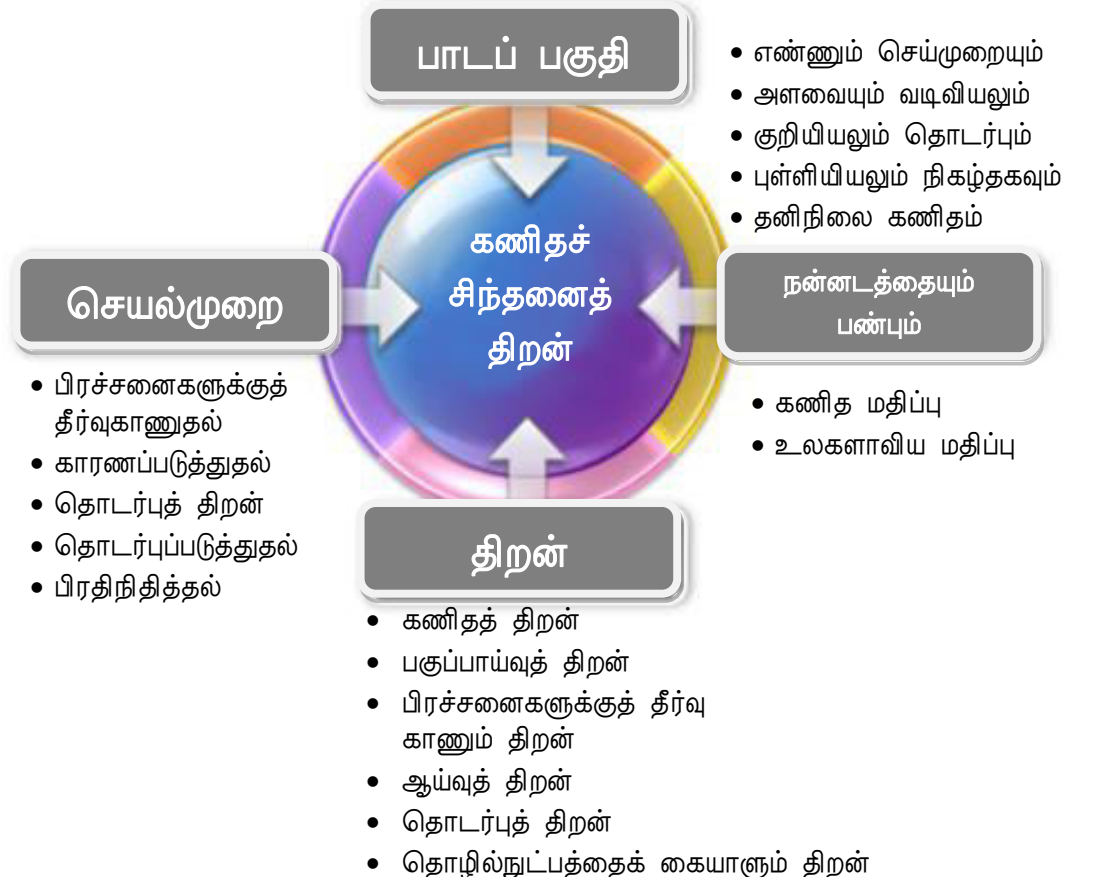 பாடப் பகுதி
• எண்ணும் செய்முறையும்
• அளவையும் வடிவியலும்
• குறியியலும் தொடர்பும்
• புள்ளியியலும் நிகழ்தகவும்
• தனிநிலை கணிதம்
கணிதச்
சிந்தனைத்
திறன்
செயல்முறை
• பிரச்சனைகளுக்குத்
தீர்வுகாணுதல்
• காரணப்படுத்துதல்
• தொடர்புத் திறன்
• தொடர்புப்படுத்துதல்
• பிரதிநிதித்தல்
நன்னடத்தையும்
பண்பும்
• கணித மதிப்பு
• உலகளாவிய மதிப்பு
திறன்
• கணிதத் திறன்
• பகுப்பாய்வுத் திறன்
• பிரச்சனைகளுக்குத் தீர்வு
காணும் திறன்
• ஆய்வுத் திறன்
• தொடர்புத் திறன்
• தொழில்நுட்பத்தைக் கையாளும் திறன்